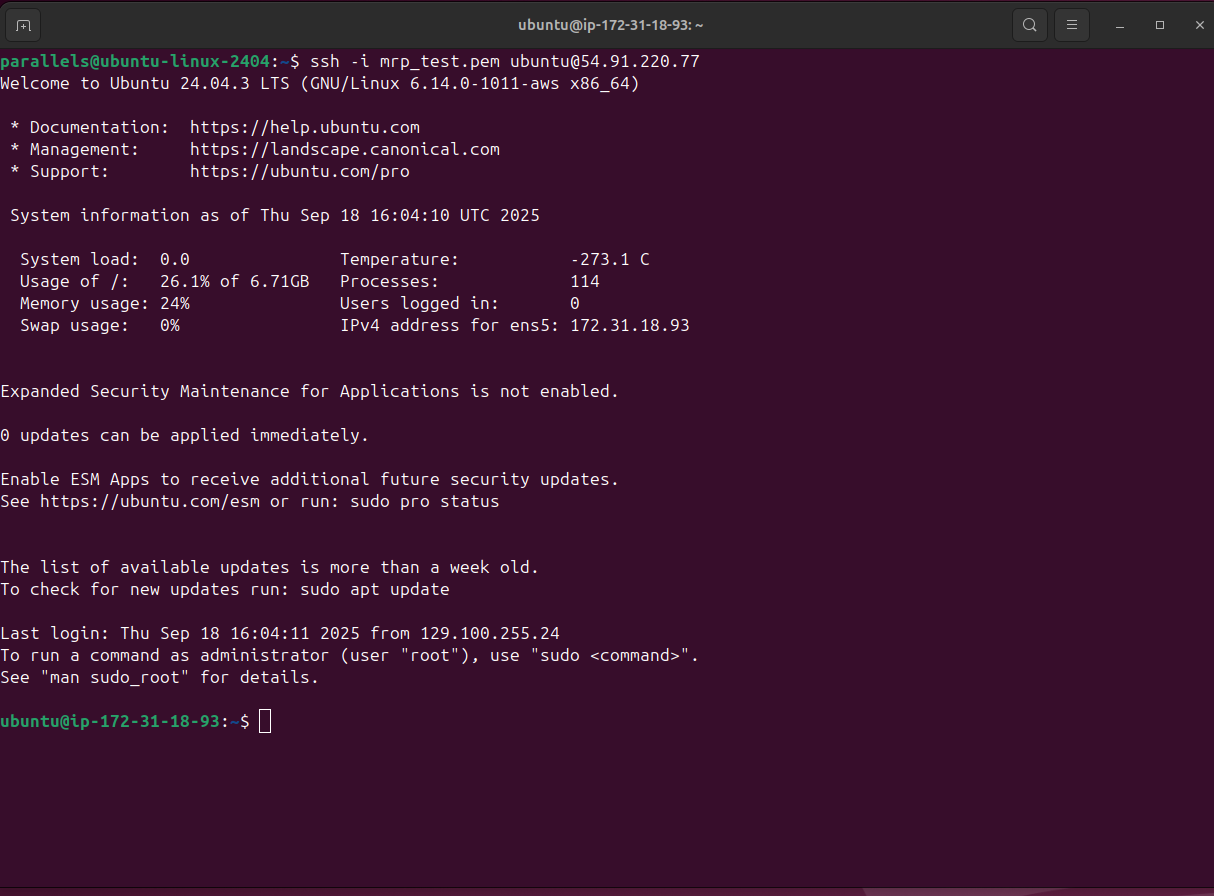 ubuntu@ip-172-31-18-93: ~
parallels@ubuntu-linux-2404:~$ ssh -i mrp_test.pem ubuntu@54.91.220.77
Welcome to Ubuntu 24.04.3 LTS (GNU/Linux 6.14.0-1011-aws x86_64)
* Documentation:  https://help.ubuntu.com
* Management:     https://landscape.canonical.com
* Support:        https://ubuntu.com/pro
System information as of Thu Sep 18 16:04:10 UTC 2025
System load:  0.0               Temperature:           -273.1 C
Usage of /:   26.1% of 6.71GB   Processes:             114
Memory usage: 24%               Users logged in:       0
Swap usage:   0%                IPv4 address for ens5: 172.31.18.93
Expanded Security Maintenance for Applications is not enabled.
0 updates can be applied immediately.
Enable ESM Apps to receive additional future security updates.
See https://ubuntu.com/esm or run: sudo pro status
The list of available updates is more than a week old.
To check for new updates run: sudo apt update
Last login: Thu Sep 18 16:04:11 2025 from 129.100.255.24
To run a command as administrator (user "root"), use "sudo <command>".
See "man sudo_root" for details.
ubuntu@ip-172-31-18-93:~$